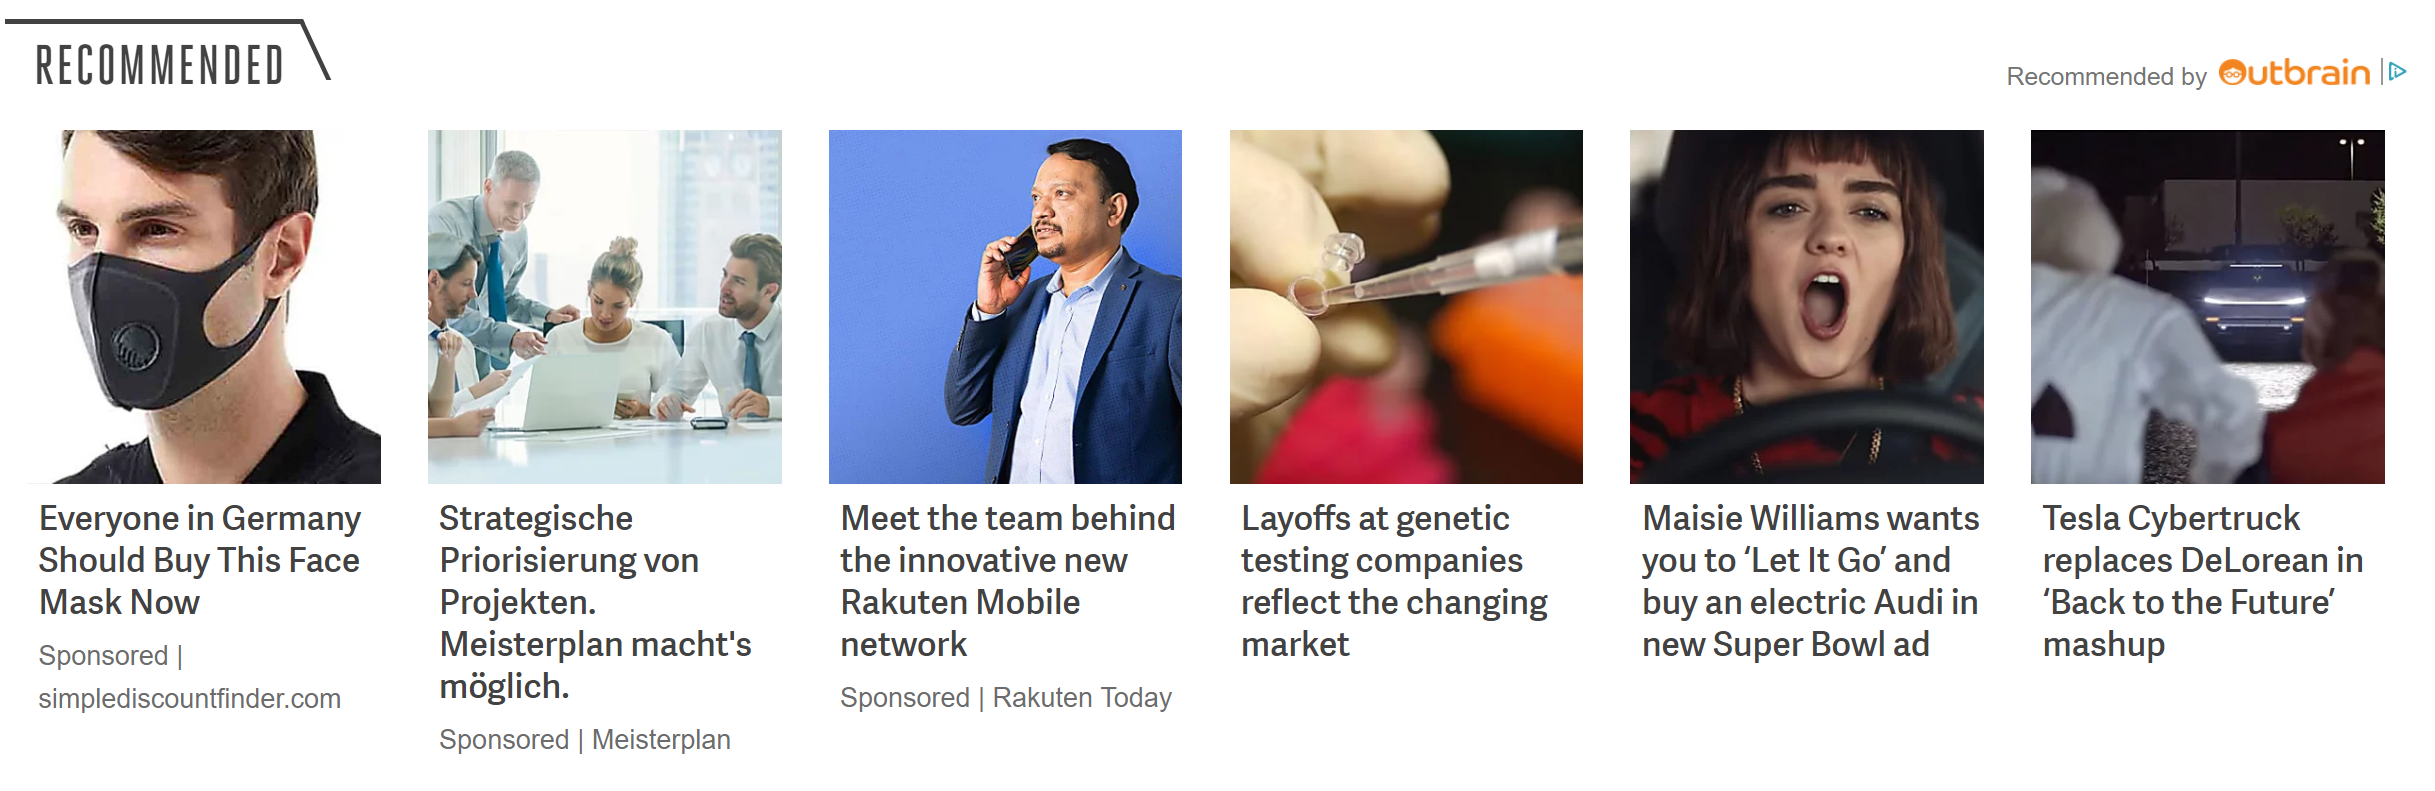 RECOMMENDED
Recommended by Outbrain
Everyone in Germany
Should Buy This Face
Mask Now
Sponsored |
simplediscountfinder.com
Strategische
Priorisierung von
Projekten.
Meisterplan macht's
möglich.
Sponsored | Meisterplan
Meet the team behind
the innovative new
Rakuten Mobile
network
Sponsored | Rakuten Today
Layoffs at genetic
testing companies
reflect the changing
market
Maisie Williams wants
you to ‘Let It Go’ and
buy an electric Audi in
new Super Bowl ad
Tesla Cybertruck
replaces DeLorean in
‘Back to the Future’
mashup